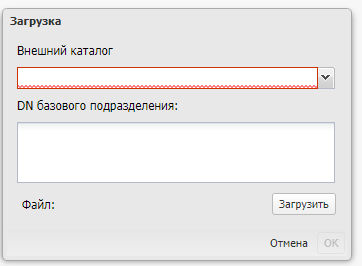 Загрузка
Внешний каталог
DN базового подразделения:
Файл:
Загрузить
Отмена
OK